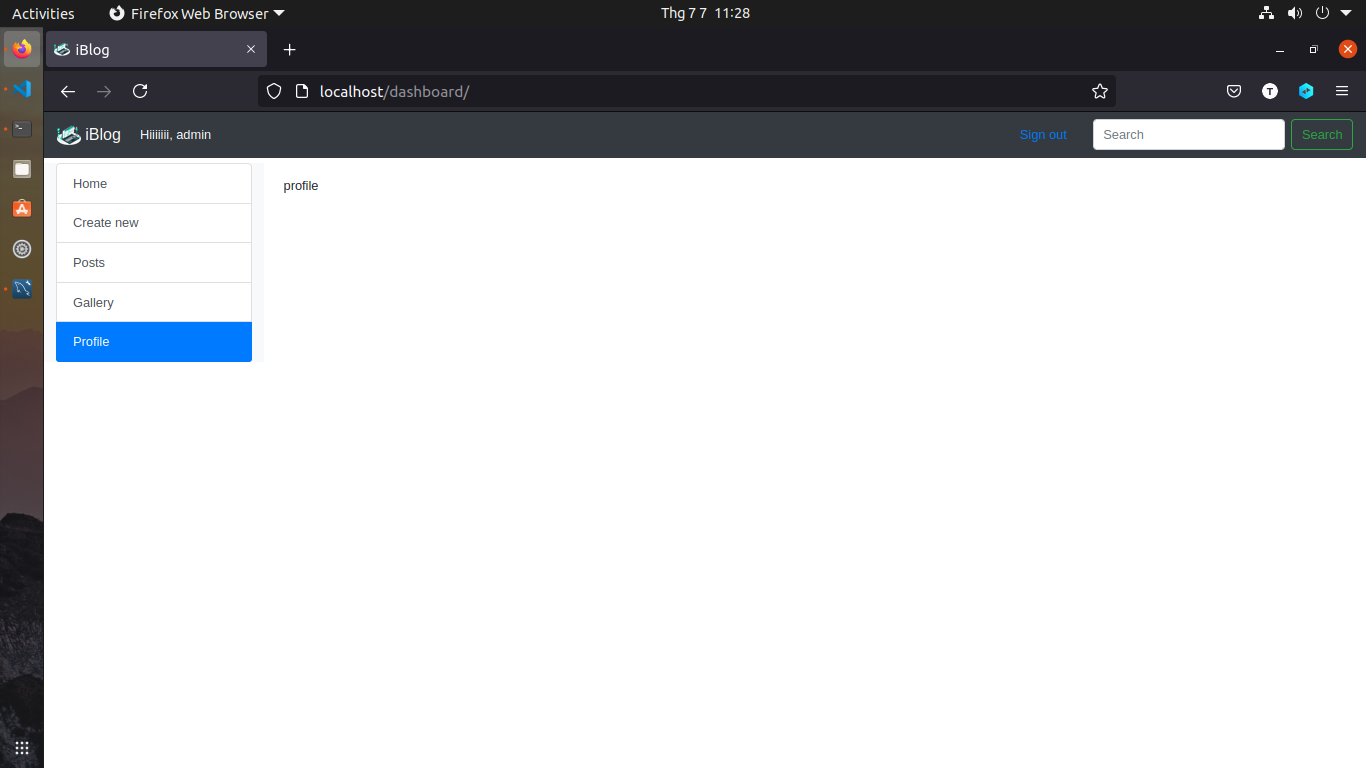 Activities Firefox Web Browser Thg 7 7 11:28
iBlog
localhost/dashboard/ T
iBlog Hiiiiiii, admin Sign out Search Search
Home
Create new
Posts
Gallery
Profile
profile